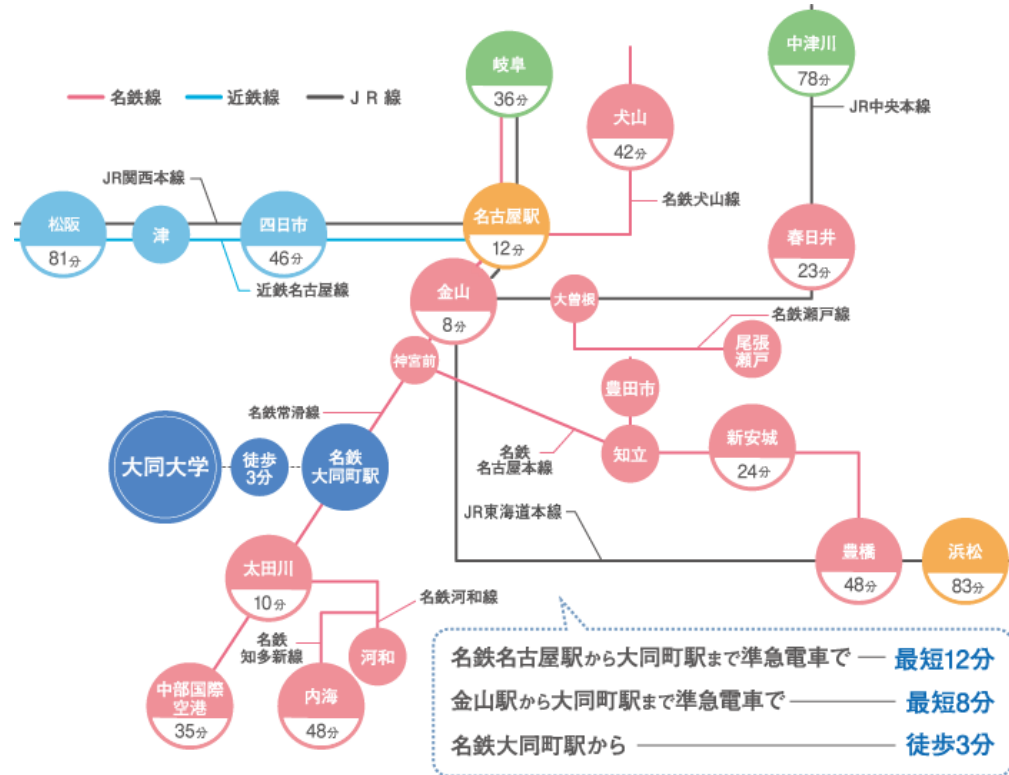 中津川
78分
岐阜
36分
名鉄線
近鉄線
JR線
犬山
42分
JR中央本線
JR関西本線
名鉄犬山線
松阪
81分
津
四日市
46分
名古屋駅
12分
春日井
23分
近鉄名古屋線
金山
8分
大曽根
名鉄瀬戸線
尾張
瀬戸
神宮前
豊田市
名鉄常滑線
大同大学
徒歩
3分
名鉄
大同町駅
名鉄
名古屋本線
知立
新安城
24分
JR東海道本線
豊橋
48分
浜松
83分
太田川
10分
名鉄河和線
名鉄
知多新線
河和
中部国際
空港
35分
内海
48分
名鉄名古屋駅から大同町駅まで準急電車で 最短12分
金山駅から大同町駅まで準急電車で 最短8分
名鉄大同町駅から 徒歩3分